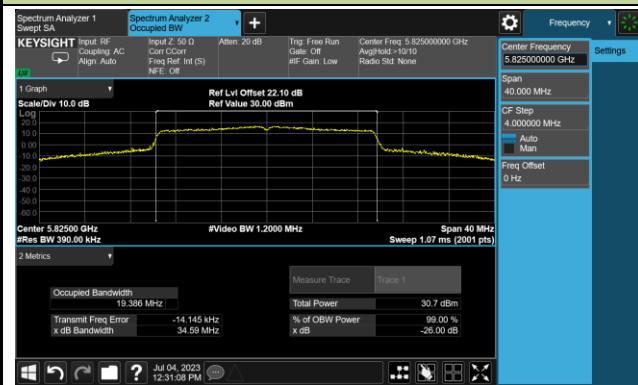 Spectrum Analyzer 1
Swept SA
Spectrum Analyzer 2
Occupied BW
Frequency
KEYSIGHT
Input: RF
Coupling: AC
Align: Auto
Input Z: 50 Ω
Corr CCorr
Freq Ref: Int (S)
NFE: Off
Atten: 20 dB
Trig: Free Run
Gate: Off
#IF Gain: Low
Center Freq: 5.825000000 GHz
Avg|Hold:>10/10
Radio Std: None
LW
Center Frequency
5.825000000 GHz
Settings
Span
40.000 MHz
CF Step
4.000000 MHz
Auto
Man
Freq Offset
0 Hz
1 Graph
Scale/Div 10.0 dB
Ref Lvl Offset 22.10 dB
Ref Value 30.00 dBm
Log
20.0
10.0
0.00
-10.0
-20.0
-30.0
-40.0
-50.0
-60.0
Center 5.82500 GHz
#Video BW 1.2000 MHz
Span 40 MHz
#Res BW 390.00 kHz
Sweep 1.07 ms (2001 pts)
2 Metrics
Measure Trace
Trace 1
Occupied Bandwidth
19.386 MHz
Total Power
30.7 dBm
Transmit Freq Error
-14.145 kHz
% of OBW Power
99.00 %
x dB Bandwidth
34.59 MHz
x dB
-26.00 dB
Jul 04, 2023
12:31:08 PM